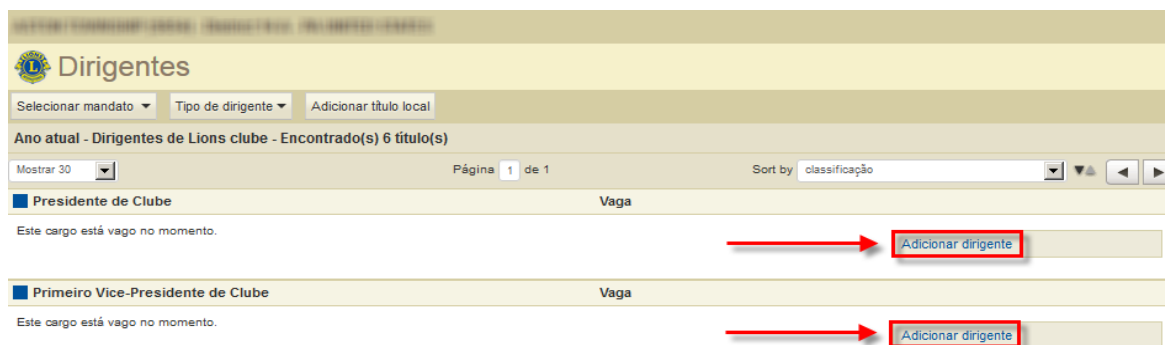 Dirigentes
Selecionar mandato Tipo de dirigente Adicionar título local
Ano atual - Dirigentes de Lions clube - Encontrado(s) 6 título(s)
Mostrar 30 Página 1 de 1 Sort by classificação
Presidente de Clube Vaga
Este cargo está vago no momento.
Adicionar dirigente
Primeiro Vice-Presidente de Clube Vaga
Este cargo está vago no momento.
Adicionar dirigente